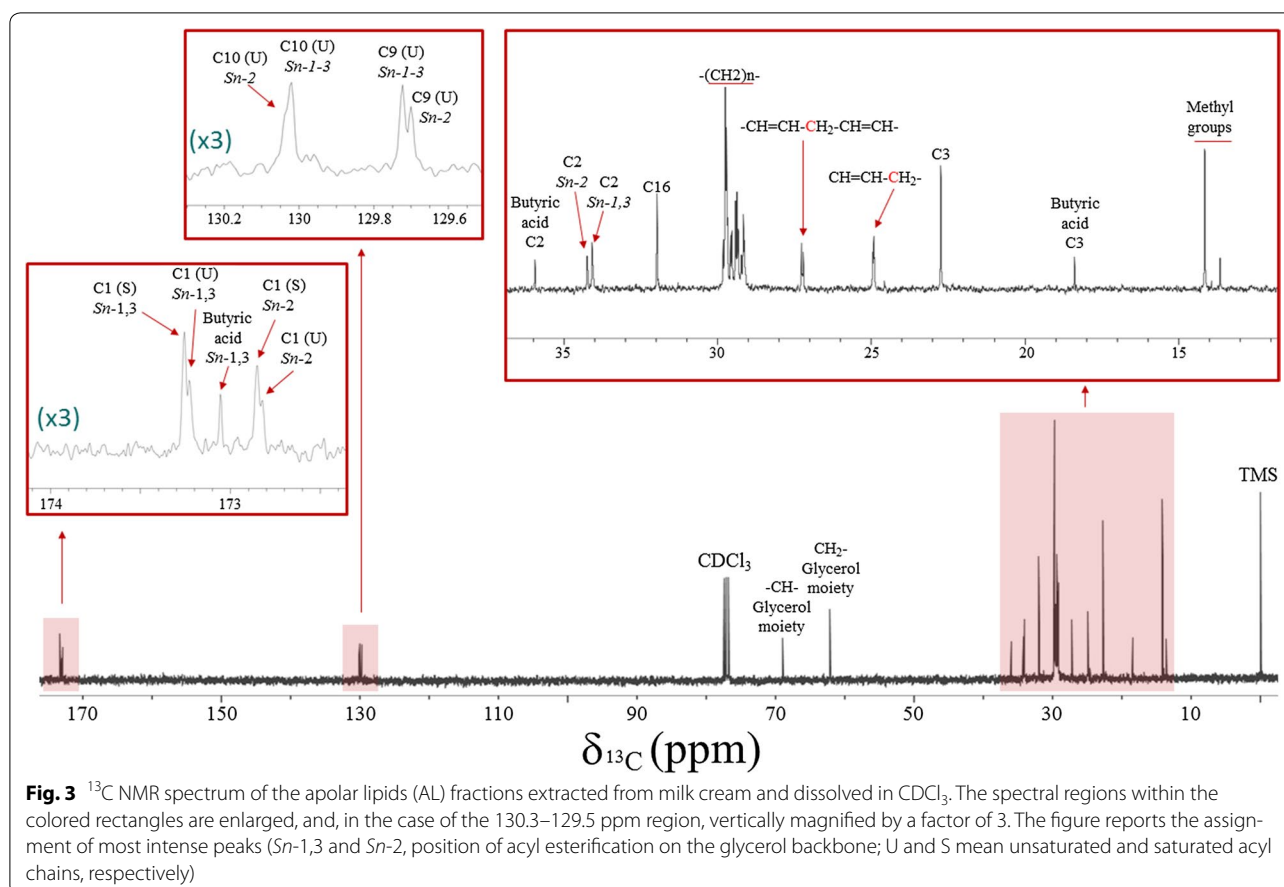 C10 (U)
Sn-2
C10 (U)
Sn-1-3
C9 (U)
Sn-1-3
C9 (U)
Sn-2
(x3)
130.2 130 129.8 129.6
C1 (S)
Sn-1,3
C1 (U)
Sn-1,3
Butyric
acid
Sn-1,3
C1 (S)
Sn-2
C1 (U)
Sn-2
(x3)
174 173
-(CH2)n-
-CH=CH-CH₂-CH=CH-
CH=CH-CH₂-
Methyl
groups
Butyric
acid
C2
C2
Sn-2
C2
Sn-1,3
C16
C3
Butyric
acid
C3
35 30 25 20 15
CDCl₃
-CH-
Glycerol
moiety
CH₂-
Glycerol
moiety
TMS
170 150 130 110 90 70 50 30 10
δ ¹³C (ppm)
Fig. 3 ¹³C NMR spectrum of the apolar lipids (AL) fractions extracted from milk cream and dissolved in CDCl₃. The spectral regions within the
colored rectangles are enlarged, and, in the case of the 130.3–129.5 ppm region, vertically magnified by a factor of 3. The figure reports the assign-
ment of most intense peaks (Sn-1,3 and Sn-2, position of acyl esterification on the glycerol backbone; U and S mean unsaturated and saturated acyl
chains, respectively)